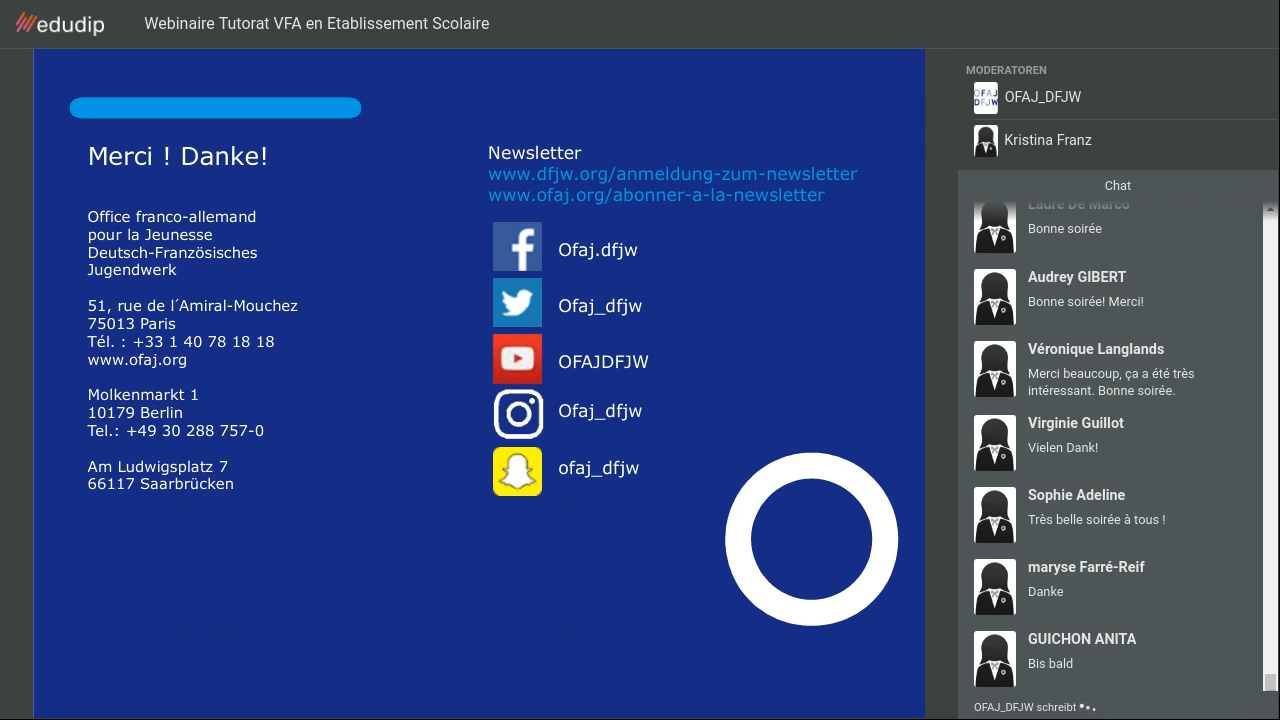 edudip
Webinaire Tutorat VFA en Etablissement Scolaire
Merci ! Danke!
Office franco-allemand
pour la Jeunesse
Deutsch-Französisches
Jugendwerk
51, rue de l´Amiral-Mouchez
75013 Paris
Tél. : +33 1 40 78 18 18
www.ofaj.org
Molkenmarkt 1
10179 Berlin
Tel.: +49 30 288 757-0
Am Ludwigsplatz 7
66117 Saarbrücken
Newsletter
www.dfjw.org/anmeldung-zum-newsletter
www.ofaj.org/abonner-a-la-newsletter
Ofaj.dfjw
Ofaj_dfjw
OFAJDFJW
Ofaj_dfjw
ofaj_dfjw
MODERATOREN
OFAJ
DFJW
OFAJ_DFJW
Kristina Franz
Chat
Laure De Marco
Bonne soirée
Audrey GIBERT
Bonne soirée! Merci!
Véronique Langlands
Merci beaucoup, ça a été très
intéressant. Bonne soirée.
Virginie Guillot
Vielen Dank!
Sophie Adeline
Très belle soirée à tous !
maryse Farré-Reif
Danke
GUICHON ANITA
Bis bald
OFAJ_DFJW schreibt